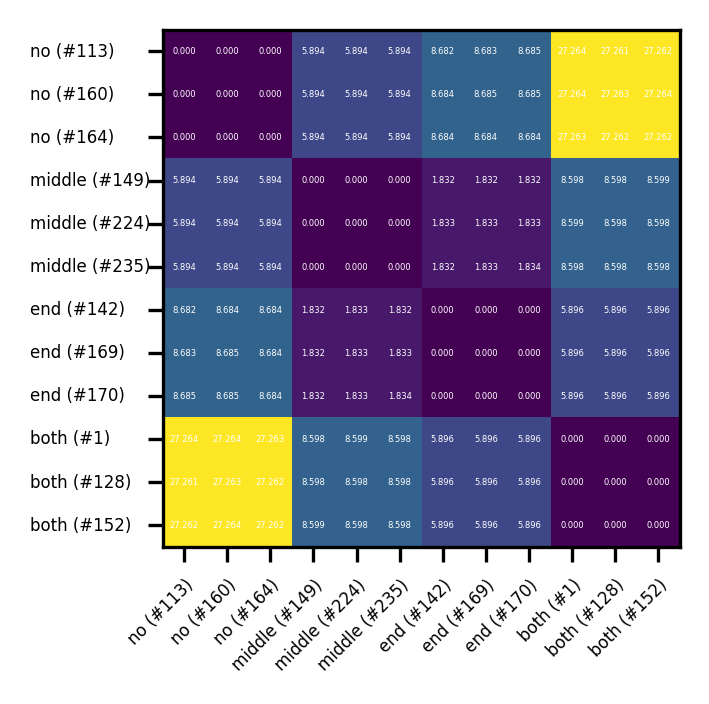 no (#113) 0.000 0.000 0.000 5.894 5.894 5.894 8.682 8.683 8.685 27.264 27.261 27.262
no (#160) 0.000 0.000 0.000 5.894 5.894 5.894 8.684 8.685 8.685 27.264 27.263 27.264
no (#164) 0.000 0.000 0.000 5.894 5.894 5.894 8.684 8.684 8.684 27.263 27.262 27.262
middle (#149) 5.894 5.894 5.894 0.000 0.000 0.000 1.832 1.832 1.832 8.598 8.598 8.599
middle (#224) 5.894 5.894 5.894 0.000 0.000 0.000 1.833 1.833 1.833 8.599 8.598 8.598
middle (#235) 5.894 5.894 5.894 0.000 0.000 0.000 1.832 1.833 1.834 8.598 8.598 8.598
end (#142) 8.682 8.684 8.684 1.832 1.833 1.832 0.000 0.000 0.000 5.896 5.896 5.896
end (#169) 8.683 8.685 8.684 1.832 1.833 1.833 0.000 0.000 0.000 5.896 5.896 5.896
end (#170) 8.685 8.685 8.684 1.832 1.833 1.834 0.000 0.000 0.000 5.896 5.896 5.896
both (#1) 27.264 27.264 27.263 8.598 8.599 8.598 5.896 5.896 5.896 0.000 0.000 0.000
both (#128) 27.261 27.263 27.262 8.598 8.598 8.598 5.896 5.896 5.896 0.000 0.000 0.000
both (#152) 27.262 27.264 27.262 8.599 8.598 8.598 5.896 5.896 5.896 0.000 0.000 0.000
no (#113) no (#160) no (#164) middle (#149) middle (#224) middle (#235) end (#142) end (#169) end (#170) both (#1) both (#128) both (#152)